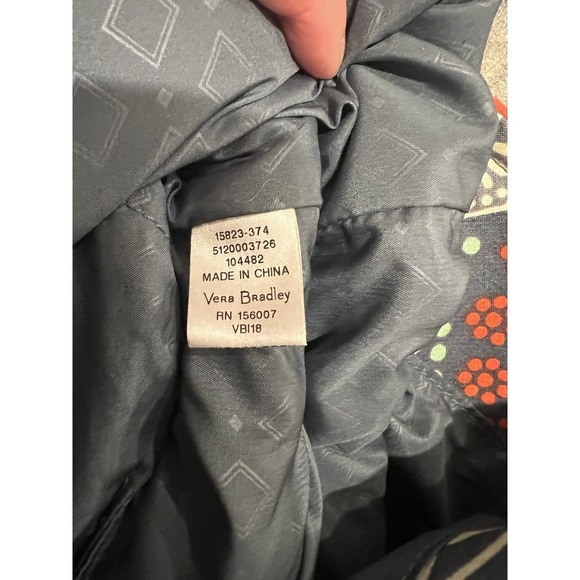 15823-374
5120003726
104482
MADE IN CHINA
Vera Bradley
RN 156007
VBI18